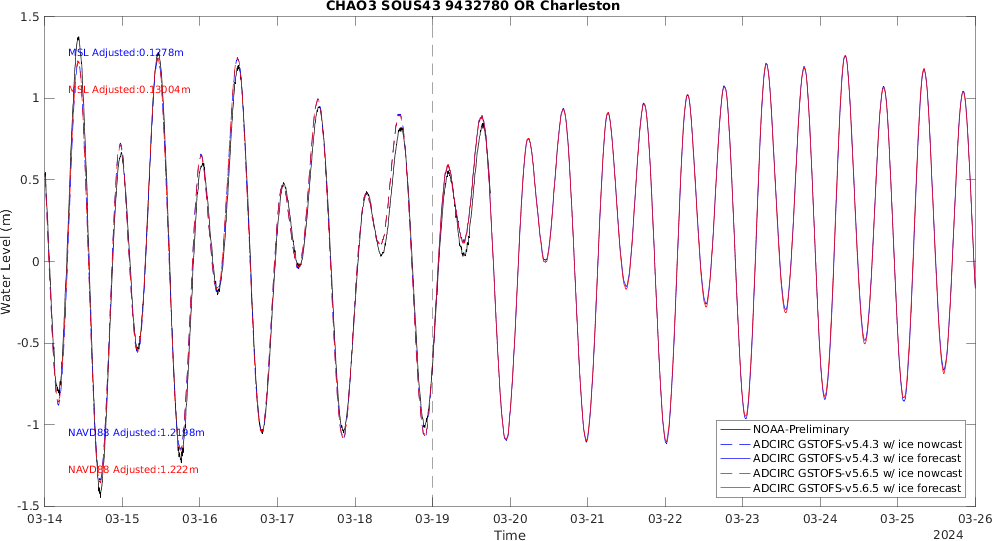 CHAO3 SOUS43 9432780 OR Charleston
1.5
1
0.5
0
-0.5
-1
-1.5
Water Level (m)
MSL Adjusted:0.1278m
MSL Adjusted:0.13004m
NAVD88 Adjusted:1.2198m
NAVD88 Adjusted:1.222m
NOAA-Preliminary
ADCIRC GSTOFS-v5.4.3 w/ ice nowcast
ADCIRC GSTOFS-v5.4.3 w/ ice forecast
ADCIRC GSTOFS-v5.6.5 w/ ice nowcast
ADCIRC GSTOFS-v5.6.5 w/ ice forecast
03-14 03-15 03-16 03-17 03-18 03-19 03-20 03-21 03-22 03-23 03-24 03-25 03-26
Time
2024